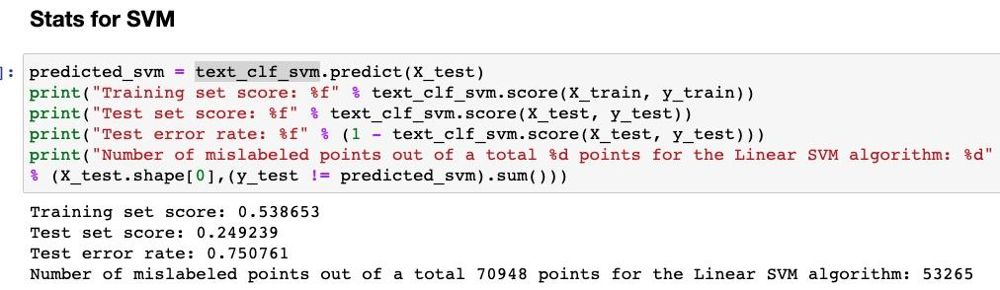 Stats for SVM
]: predicted_svm = text_clf_svm.predict(X_test)
print("Training set score: %f" % text_clf_svm.score(X_train, y_train))
print("Test set score: %f" % text_clf_svm.score(X_test, y_test))
print("Test error rate: %f" % (1 - text_clf_svm.score(X_test, y_test)))
print("Number of mislabeled points out of a total %d points for the Linear SVM algorithm: %d"
% (X_test.shape[0],(y_test != predicted_svm).sum()))
Training set score: 0.538653
Test set score: 0.249239
Test error rate: 0.750761
Number of mislabeled points out of a total 70948 points for the Linear SVM algorithm: 53265